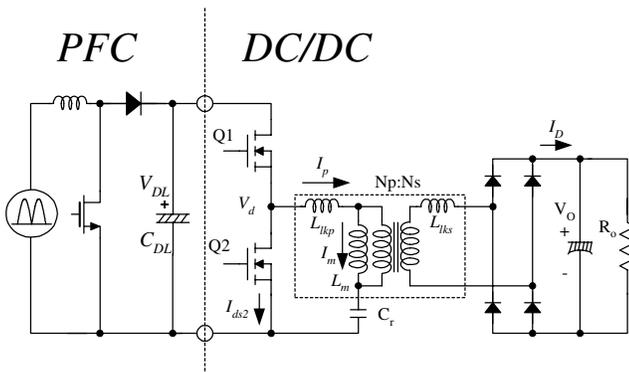 PFC
DC/DC
Q1
I_D
I_p
Np:Ns
V_DL
+
C_DL
V_d
L_lkp
L_lks
V_O
+
-
R_o
Q2
I_m
L_m
I_ds2
C_r